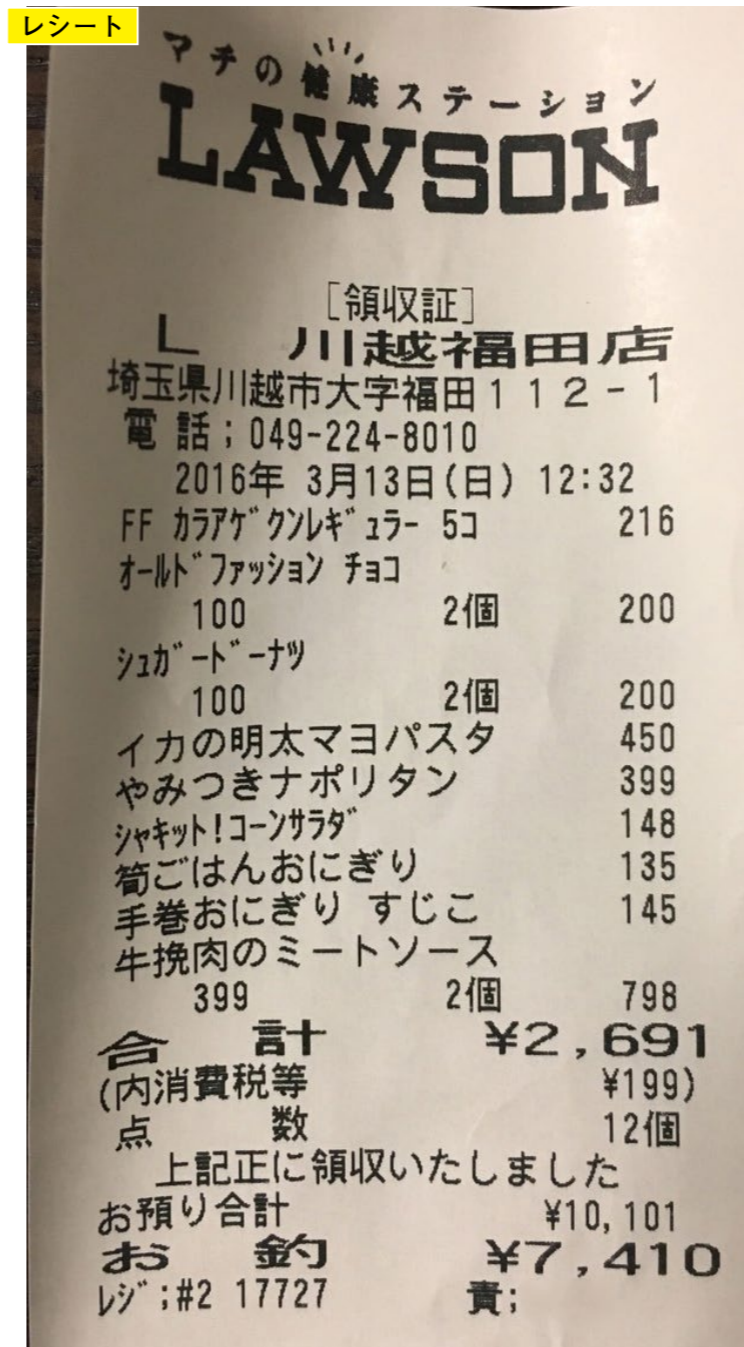 レシート
マチの健康ステーション
LAWSON
[領収証]
L 川越福田店
埼玉県川越市大字福田112-1
電 話;049-224-8010
2016年 3月13日(日) 12:32
FF カラアゲクンレギュラー 5コ 216
オールドファッション チョコ
100 2個 200
シュガードーナツ
100 2個 200
イカの明太マヨパスタ 450
やみつきナポリタン 399
シャキット!コーンサラダ 148
筍ごはんおにぎり 135
手巻おにぎり すじこ 145
牛挽肉のミートソース
399 2個 798
合 計 ¥2,691
(内消費税等 ¥199)
点 数 12個
上記正に領収いたしました
お預り合計 ¥10,101
お 釣 ¥7,410
レジ;#2 17727 責;